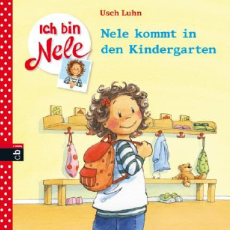 Usch Luhn
Ich bin
Nele
Nele kommt in
den Kindergarten
cbj